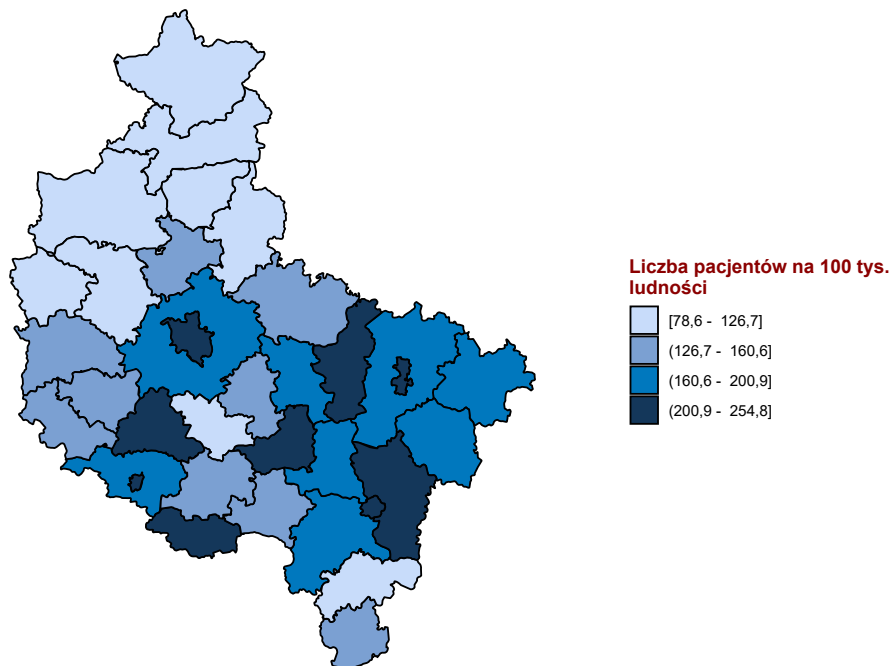 Liczba pacjentów na 100 tys.
ludności
[78,6 - 126,7]
(126,7 - 160,6]
(160,6 - 200,9]
(200,9 - 254,8]